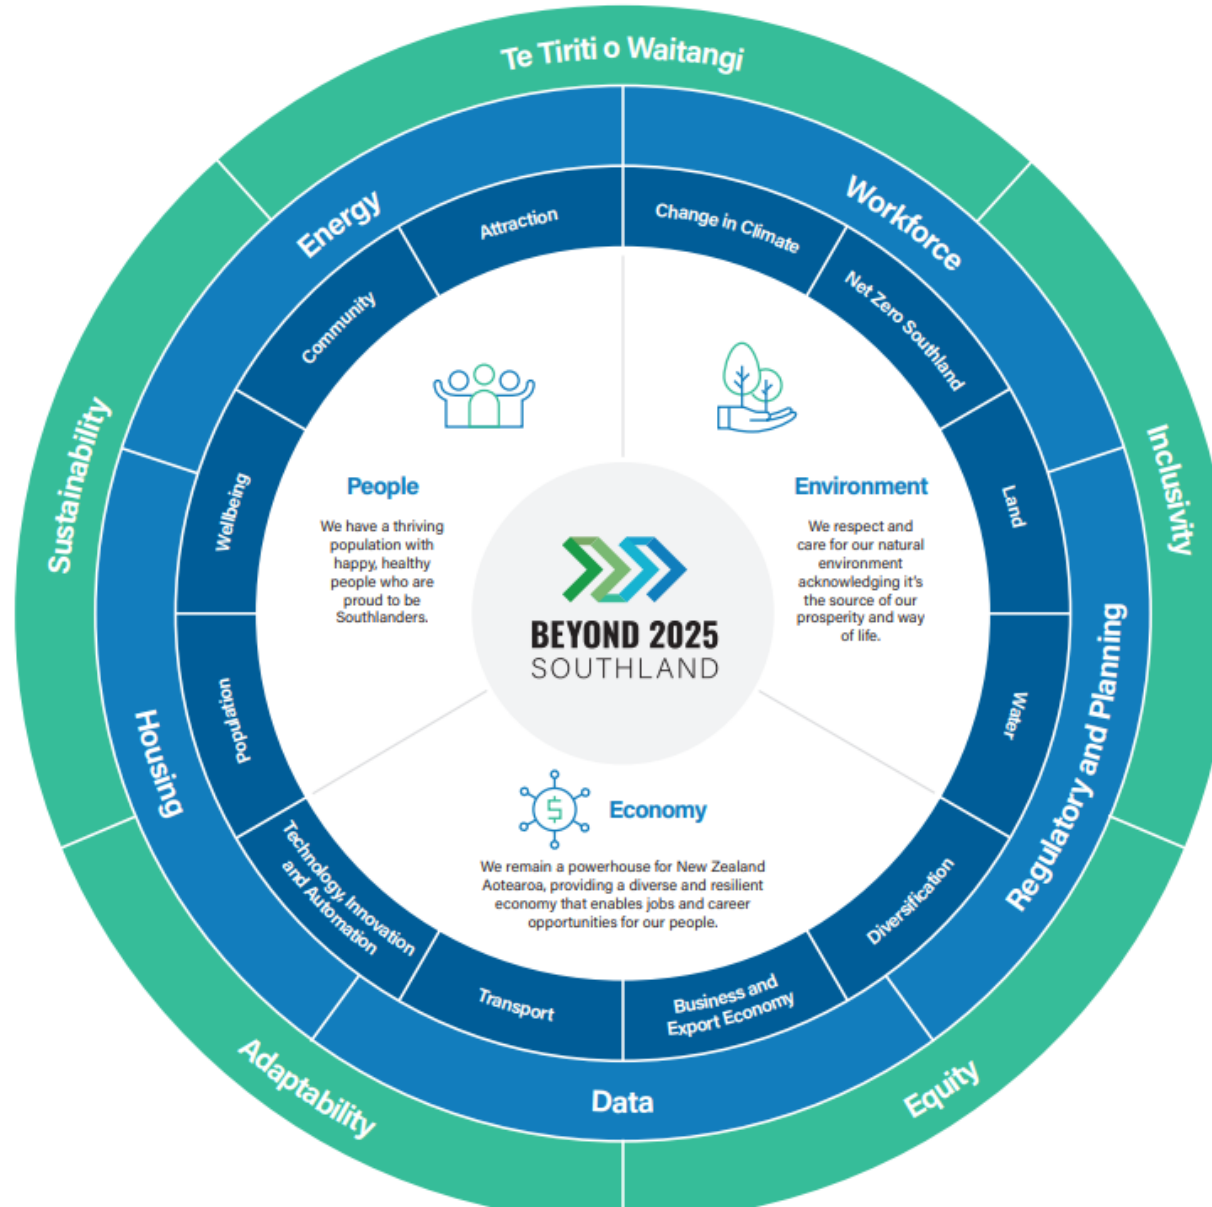 Te Tiriti o Waitangi
Inclusivity
Equity
Adaptability
Sustainability
Energy
Workforce
Regulatory and Planning
Data
Housing
Attraction
Change in Climate
Net Zero Southland
Land
Water
Diversification
Business and
Export Economy
Transport
Technology, Innovation
and Automation
Population
Wellbeing
Community
People
We have a thriving
population with
happy, healthy
people who are
proud to be
Southlanders.
Environment
We respect and
care for our natural
environment
acknowledging it's
the source of our
prosperity and way
of life.
BEYOND 2025
SOUTHLAND
$
Economy
We remain a powerhouse for New Zealand
Aotearoa, providing a diverse and resilient
economy that enables jobs and career
opportunities for our people.